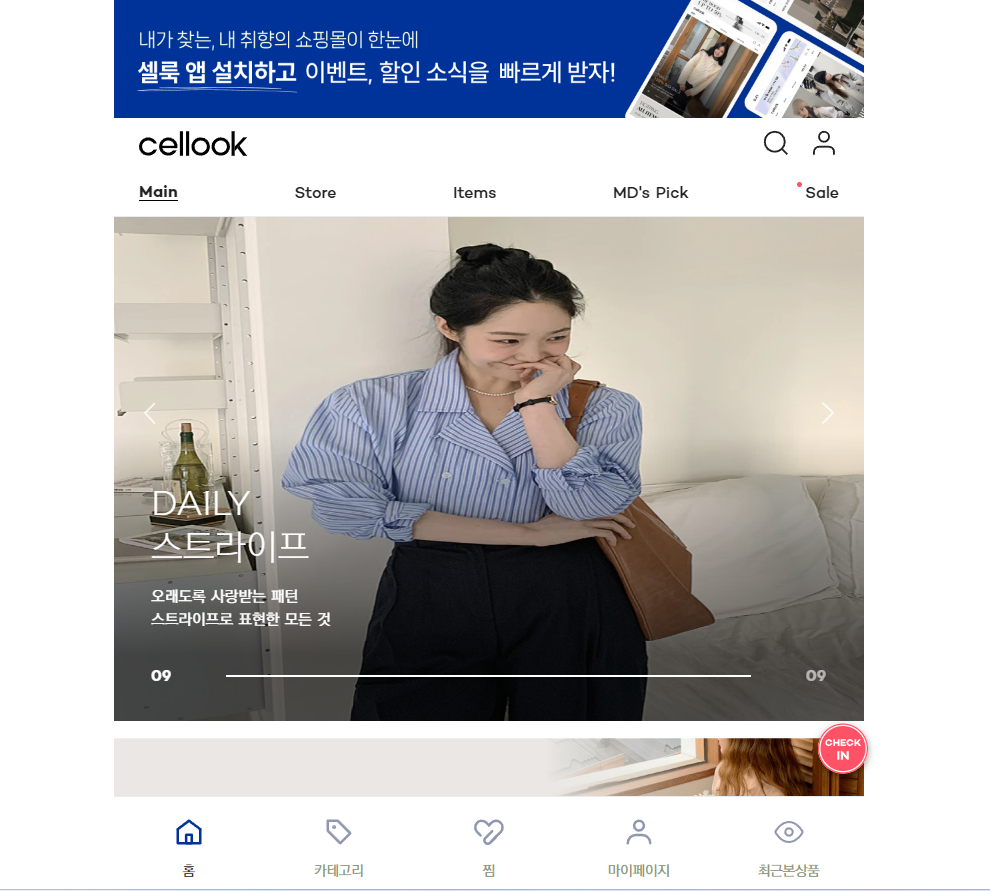 내가 찾는, 내 취향의 쇼핑몰이 한눈에
셀룩 앱 설치하고 이벤트, 할인 소식을 빠르게 받자!
cellook
Main Store Items MD's Pick Sale
DAILY
스트라이프
오래도록 사랑받는 패턴
스트라이프로 표현한 모든 것
09 09
CHECK
IN
홈 카테고리 찜 마이페이지 최근본상품